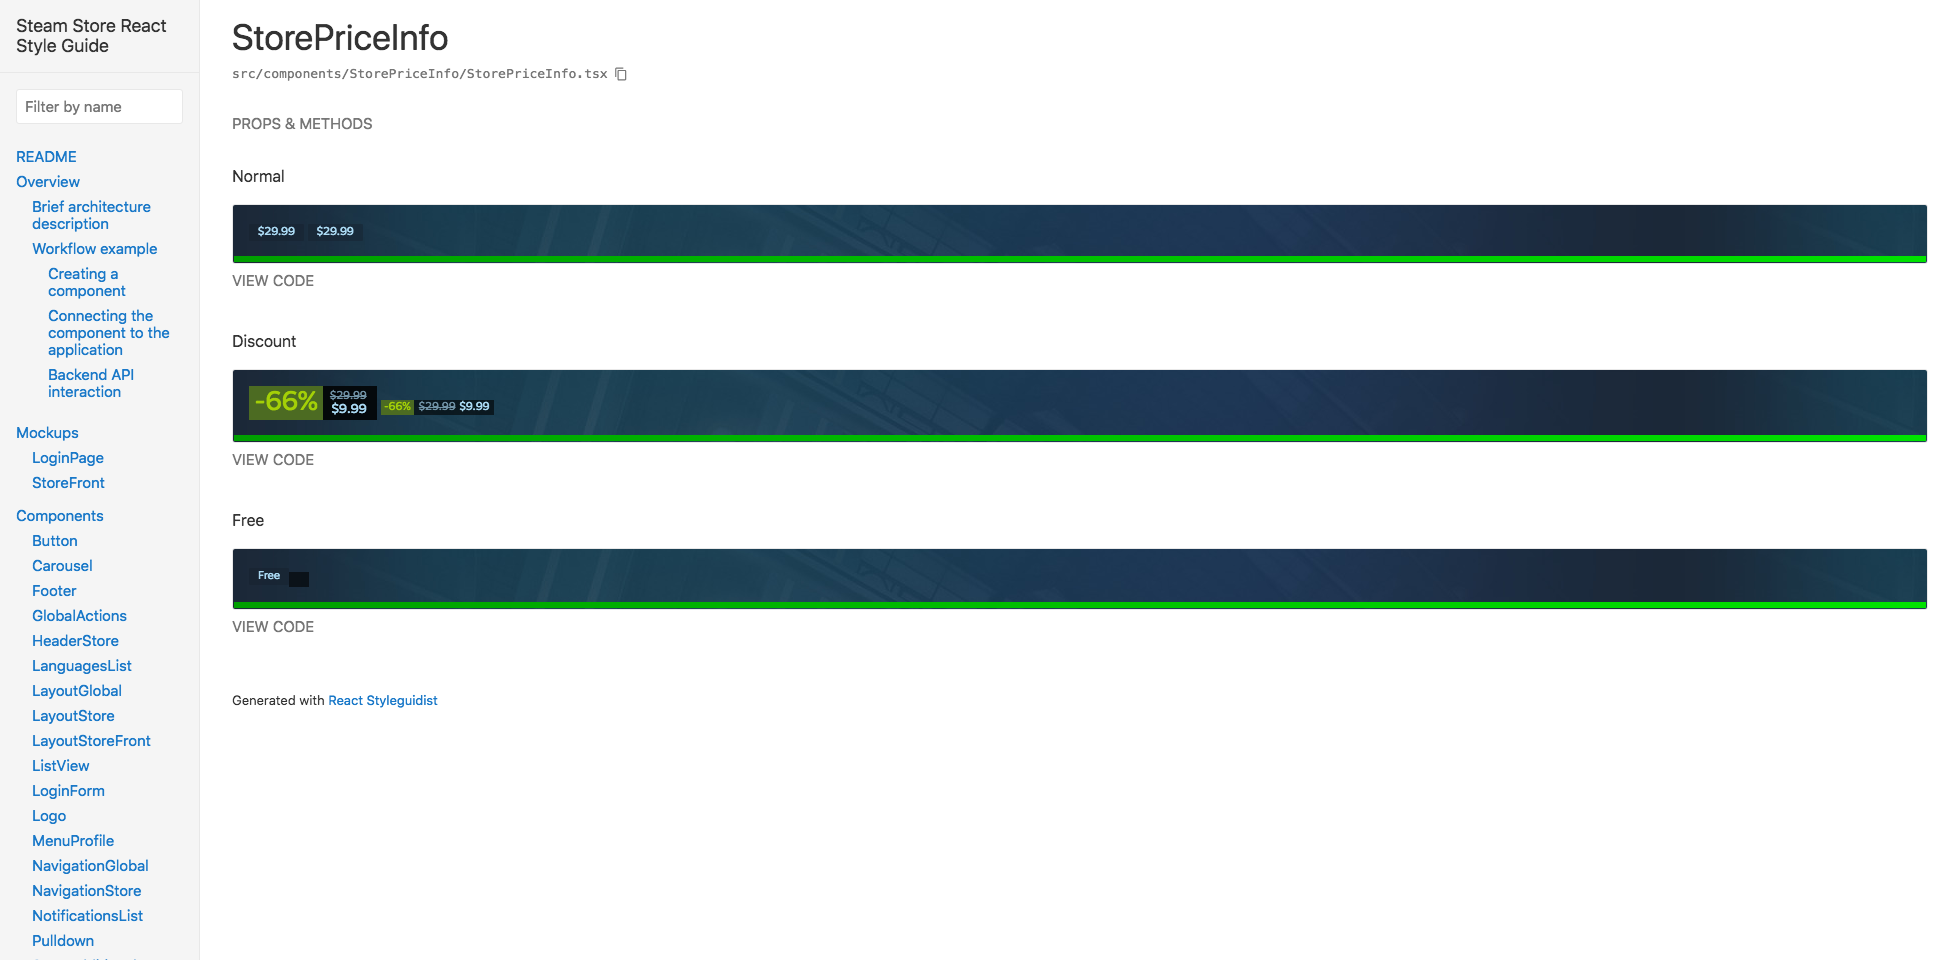 Steam Store React
Style Guide
Filter by name
README
Overview
Brief architecture
description
Workflow example
Creating a
component
Connecting the
component to the
application
Backend API
interaction
Mockups
LoginPage
StoreFront
Components
Button
Carousel
Footer
GlobalActions
HeaderStore
LanguagesList
LayoutGlobal
LayoutStore
LayoutStoreFront
ListView
LoginForm
Logo
MenuProfile
NavigationGlobal
NavigationStore
NotificationsList
Pulldown
StorePriceInfo
src/components/StorePriceInfo/StorePriceInfo.tsx
PROPS & METHODS
Normal
$29.99 $29.99
VIEW CODE
Discount
-66% $29.99 $9.99 -66% $29.99 $9.99
VIEW CODE
Free
Free
VIEW CODE
Generated with React Styleguidist